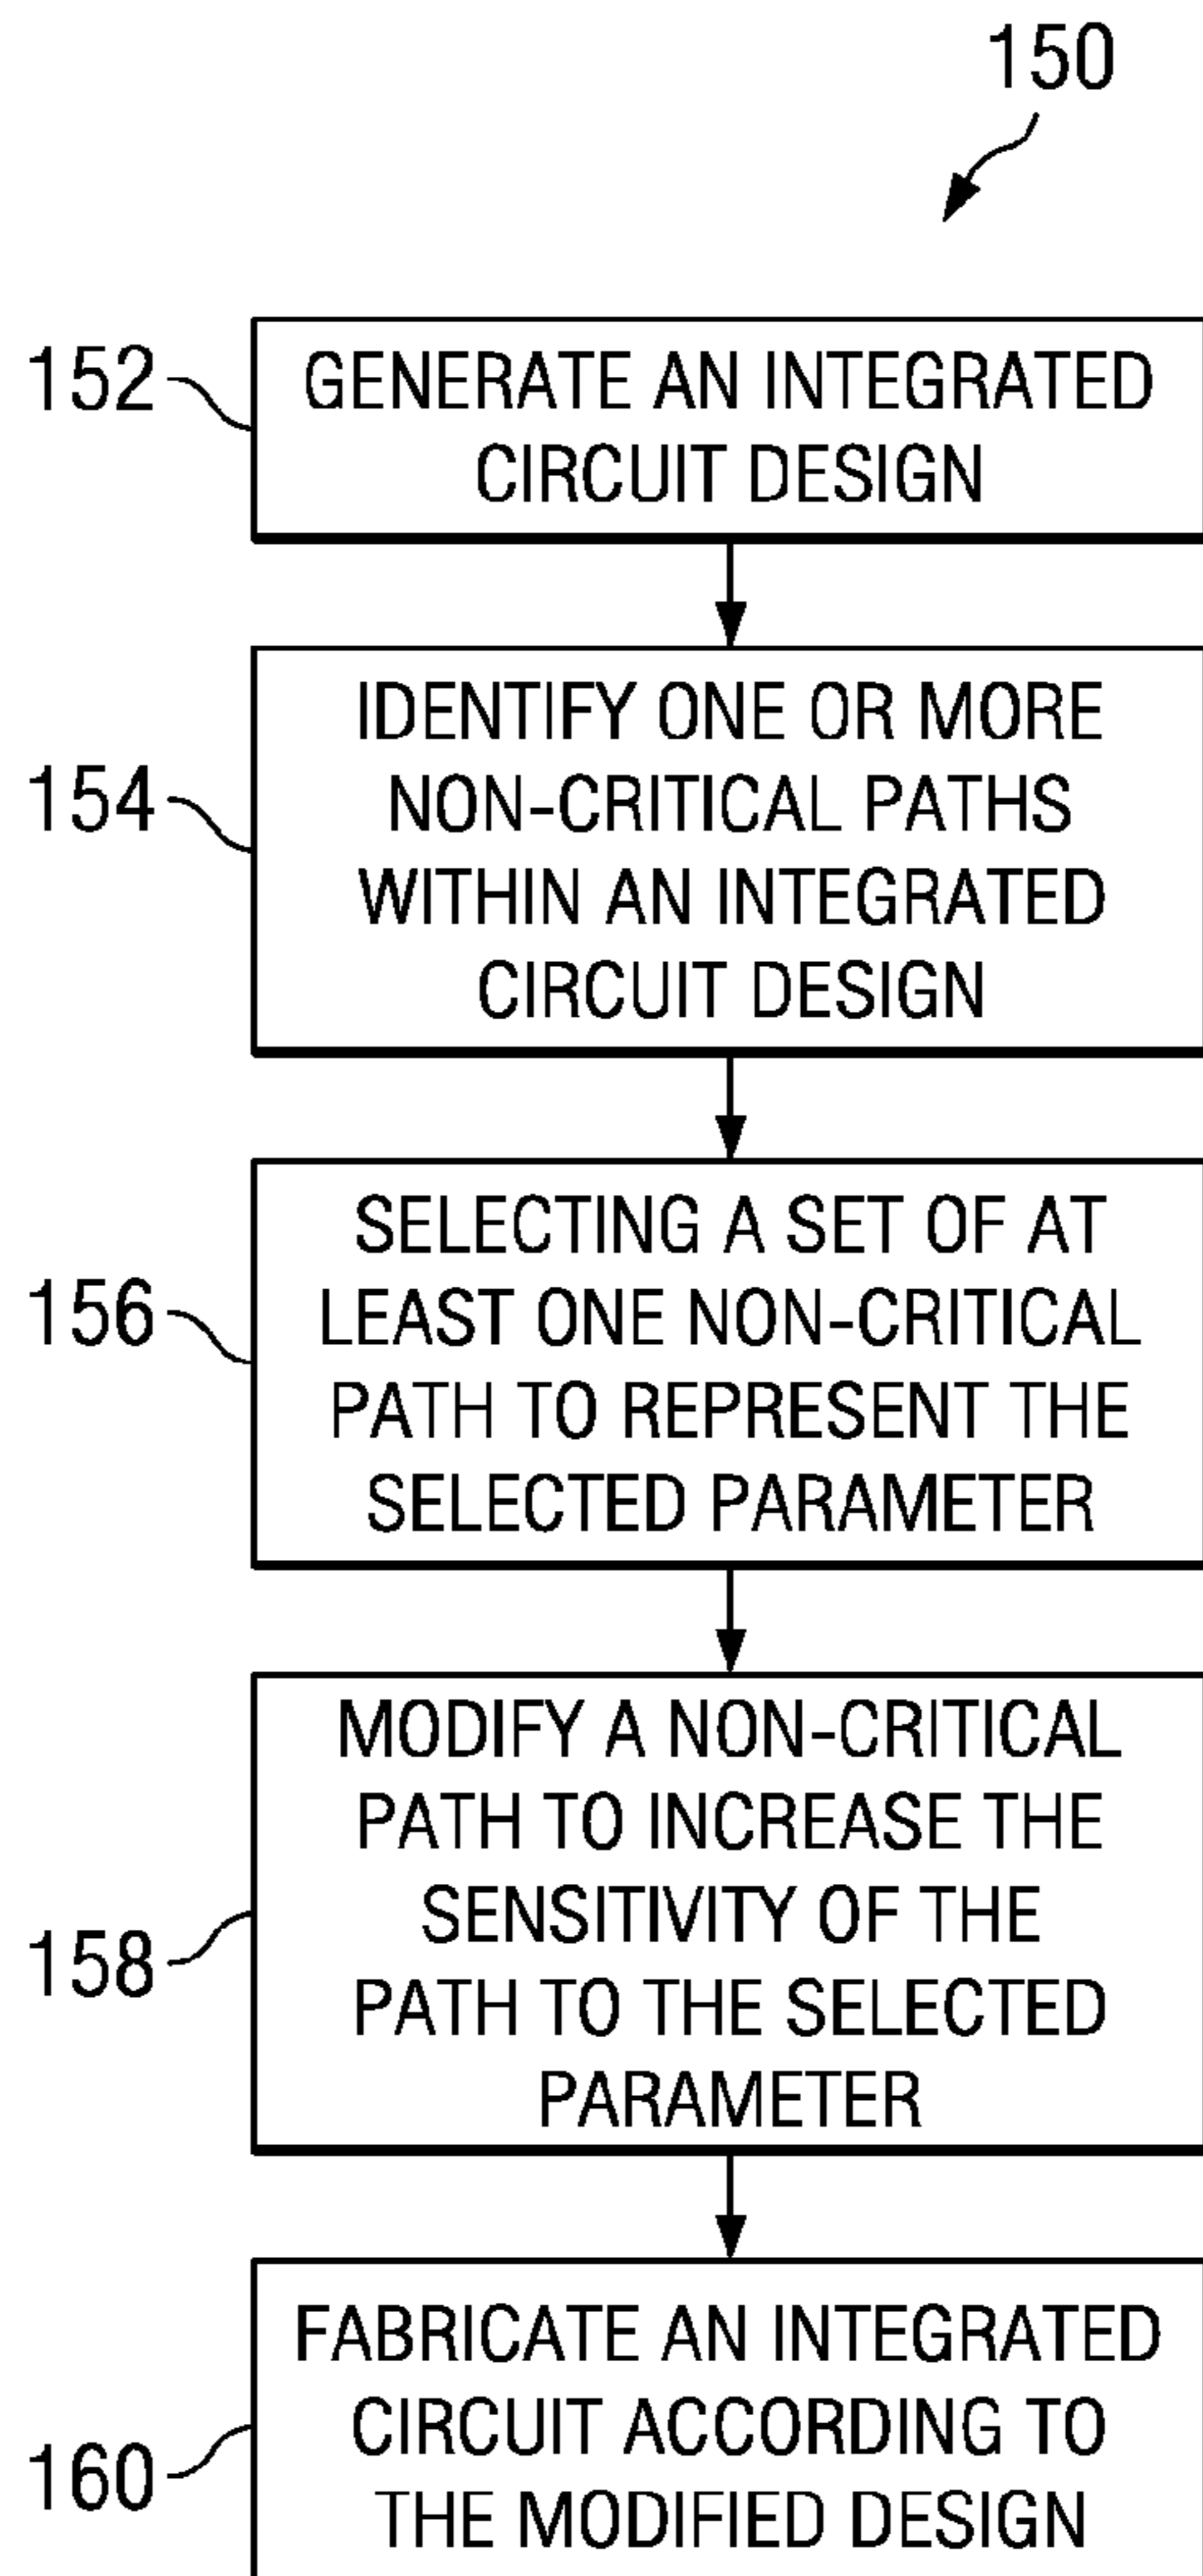 150
152
GENERATE AN INTEGRATED
CIRCUIT DESIGN
154
IDENTIFY ONE OR MORE
NON-CRITICAL PATHS
WITHIN AN INTEGRATED
CIRCUIT DESIGN
156
SELECTING A SET OF AT
LEAST ONE NON-CRITICAL
PATH TO REPRESENT THE
SELECTED PARAMETER
158
MODIFY A NON-CRITICAL
PATH TO INCREASE THE
SENSITIVITY OF THE
PATH TO THE SELECTED
PARAMETER
160
FABRICATE AN INTEGRATED
CIRCUIT ACCORDING TO
THE MODIFIED DESIGN